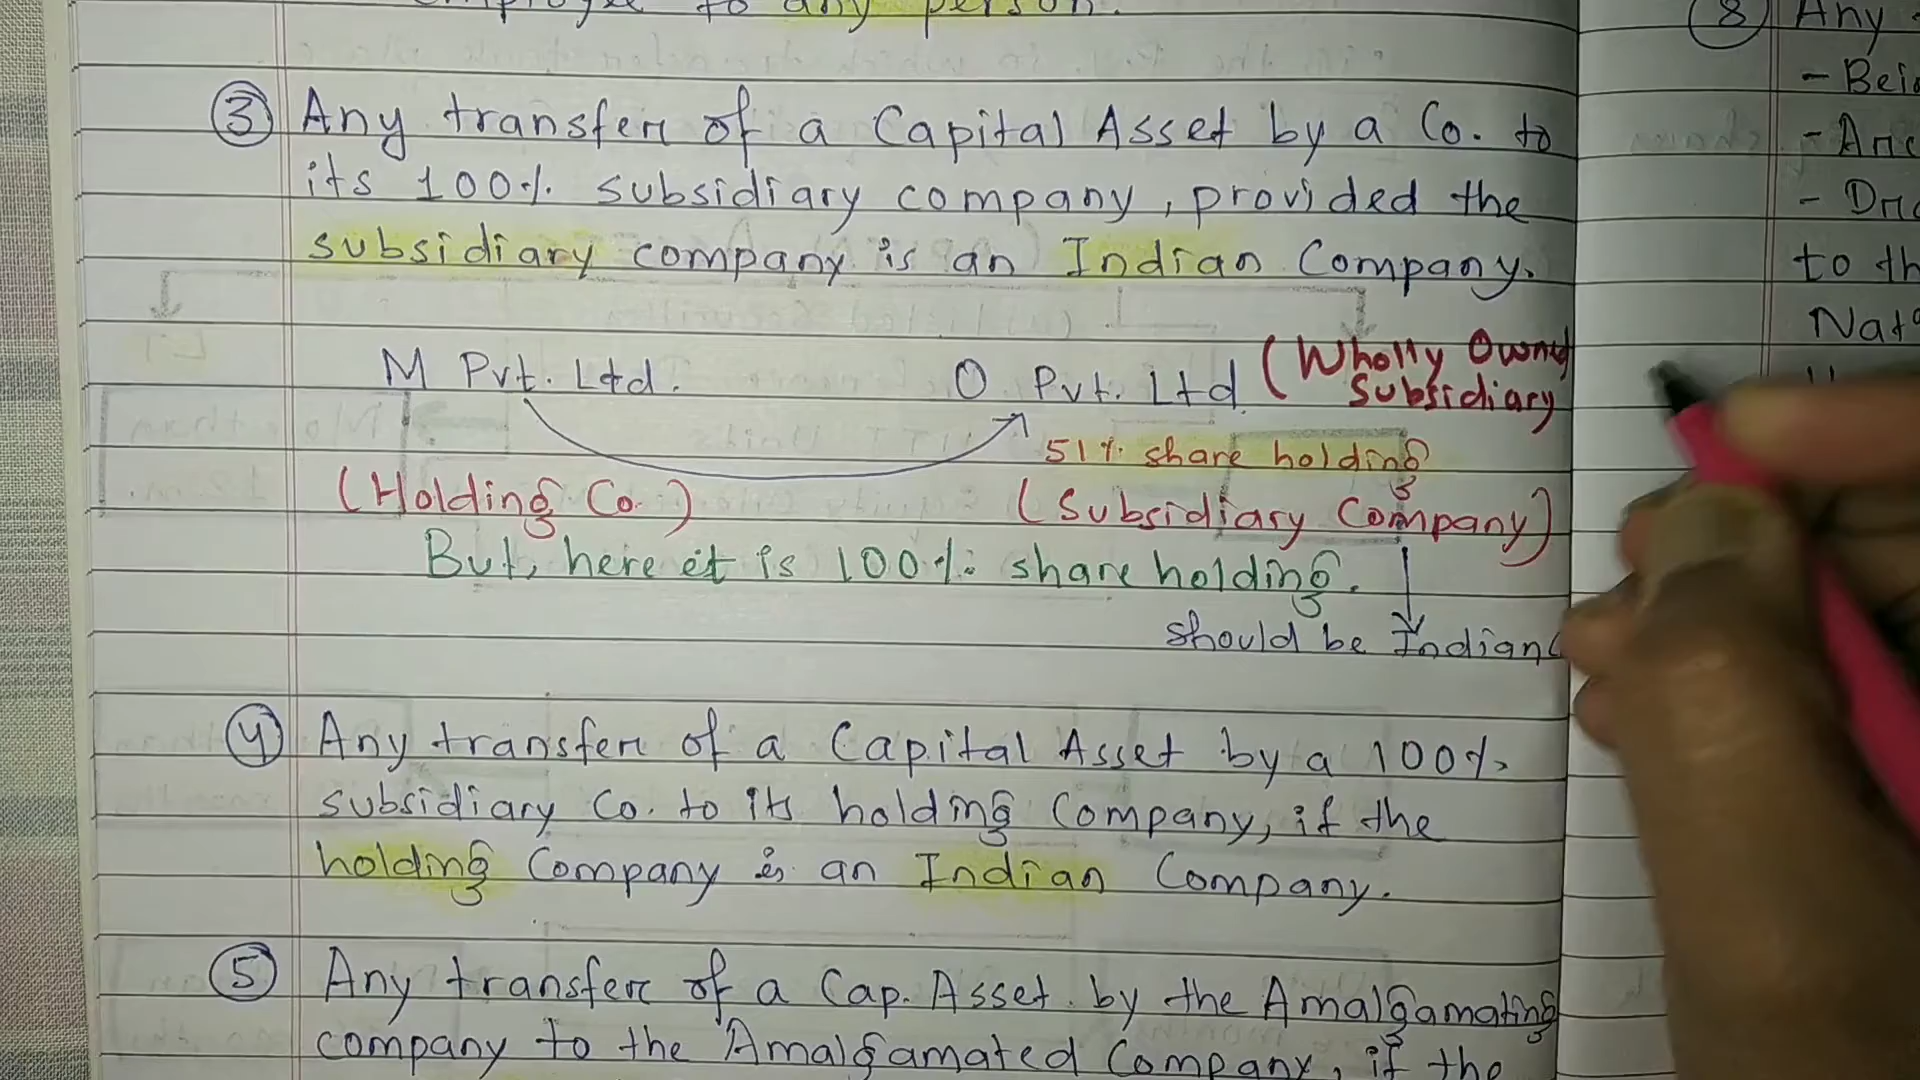 employee to any person.
③ Any transfer of a Capital Asset by a Co. to
its 100% subsidiary company, provided the
subsidiary company is an Indian Company.
M Pvt. Ltd. O Pvt. Ltd. (Wholly Owned
Subsidiary
51% share holding
(Holding Co.) (Subsidiary Company)
But, here it is 100% share holding.
should be Indian
④ Any transfer of a Capital Asset by a 100%
subsidiary Co. to its holding Company, if the
holding Company is an Indian Company.
⑤ Any transfer of a Cap. Asset by the Amalgamating
company to the Amalgamated Company, if the
⑧ Any
to th